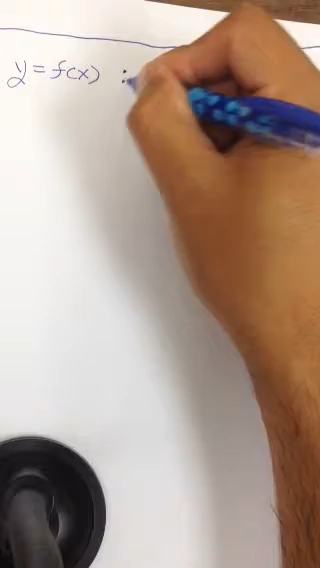 y = f(x) :